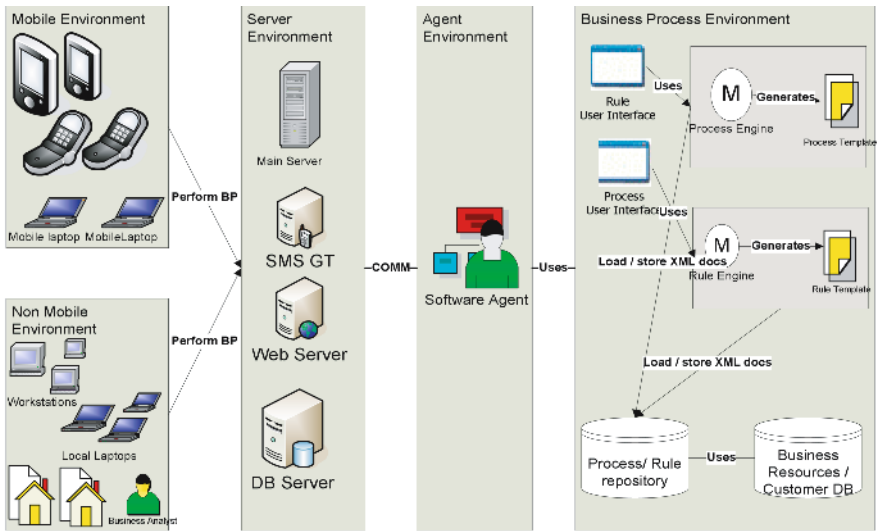 Mobile Environment
Mobile laptop
MobileLaptop
Perform BP
Non Mobile
Environment
Workstations
Local Laptops
Business Analyst
Perform BP
Server
Environment
Main Server
SMS GT
Web Server
DB Server
COMM
Agent
Environment
Software Agent
Uses
Business Process Environment
Rule
User Interface
Uses
M
Process Engine
Generates
Process Template
Process
User Interface
Uses
M
Rule Engine
Generates
Rule Template
Load / store XML docs
Load / store XML docs
Process/ Rule
repository
Uses
Business
Resources /
Customer DB